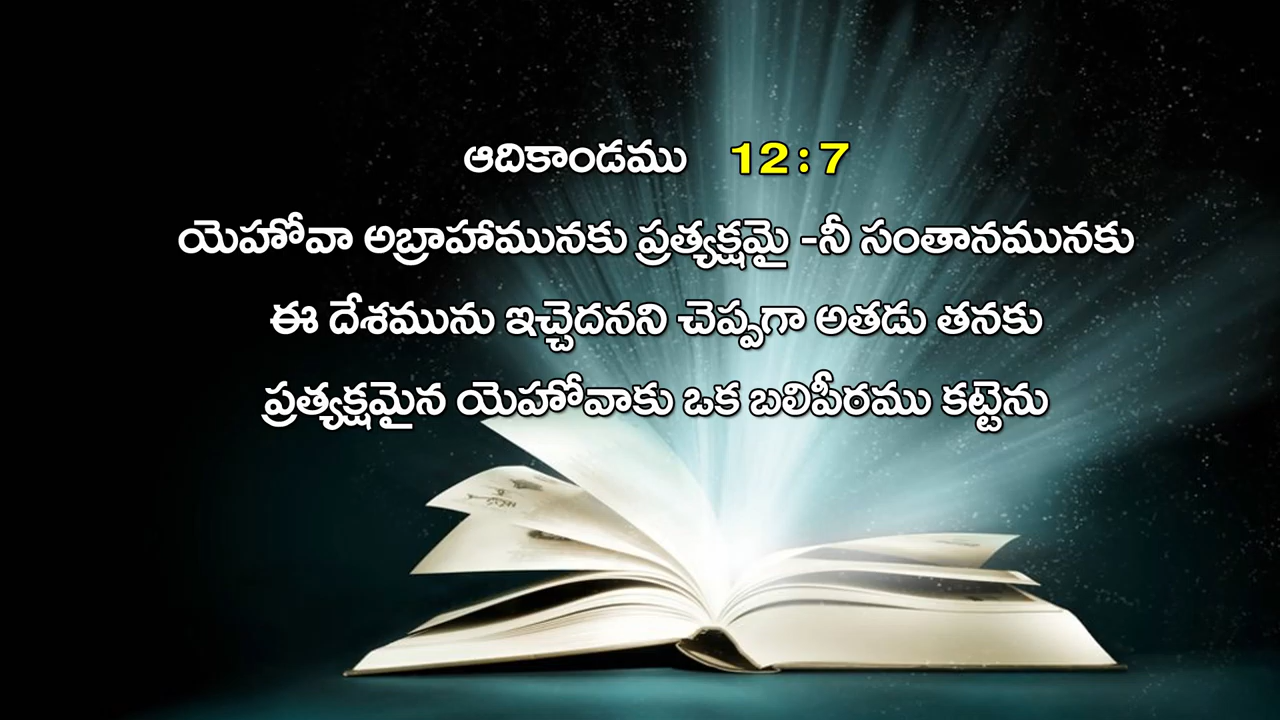 ఆదికాండము 12:7
యెహోవా అబ్రాహామునకు ప్రత్యక్షమై -నీ సంతానమునకు
ఈ దేశమును ఇచ్చెదనని చెప్పగా అతడు తనకు
ప్రత్యక్షమైన యెహోవాకు ఒక బలిపీఠము కట్టెను